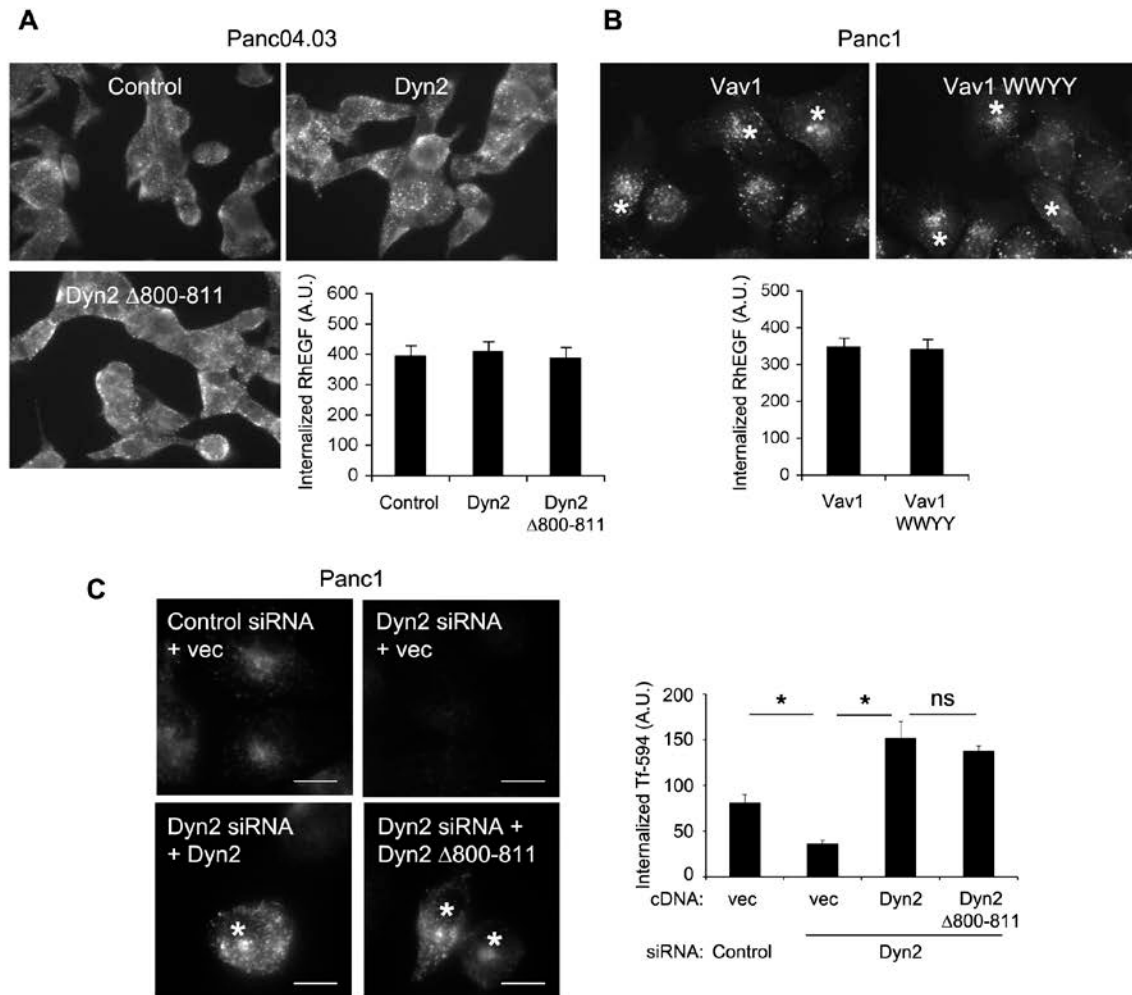 A
Panc04.03
Control
Dyn2
Dyn2 Δ800-811
Internalized RhEGF (A.U.)
600
500
400
300
200
100
0
Control
Dyn2
Dyn2
Δ800-811
B
Panc1
Vav1
*
*
*
Vav1 WWYY
*
*
*
Internalized RhEGF (A.U.)
500
400
300
200
100
0
Vav1
Vav1
WWYY
C
Panc1
Control siRNA
+ vec
Dyn2 siRNA
+ vec
Dyn2 siRNA
+ Dyn2
*
Dyn2 siRNA +
Dyn2 Δ800-811
*
*
Internalized Tf-594 (A.U.)
200
150
100
50
0
*
*
ns
cDNA: vec vec Dyn2 Dyn2
Δ800-811
siRNA: Control Dyn2